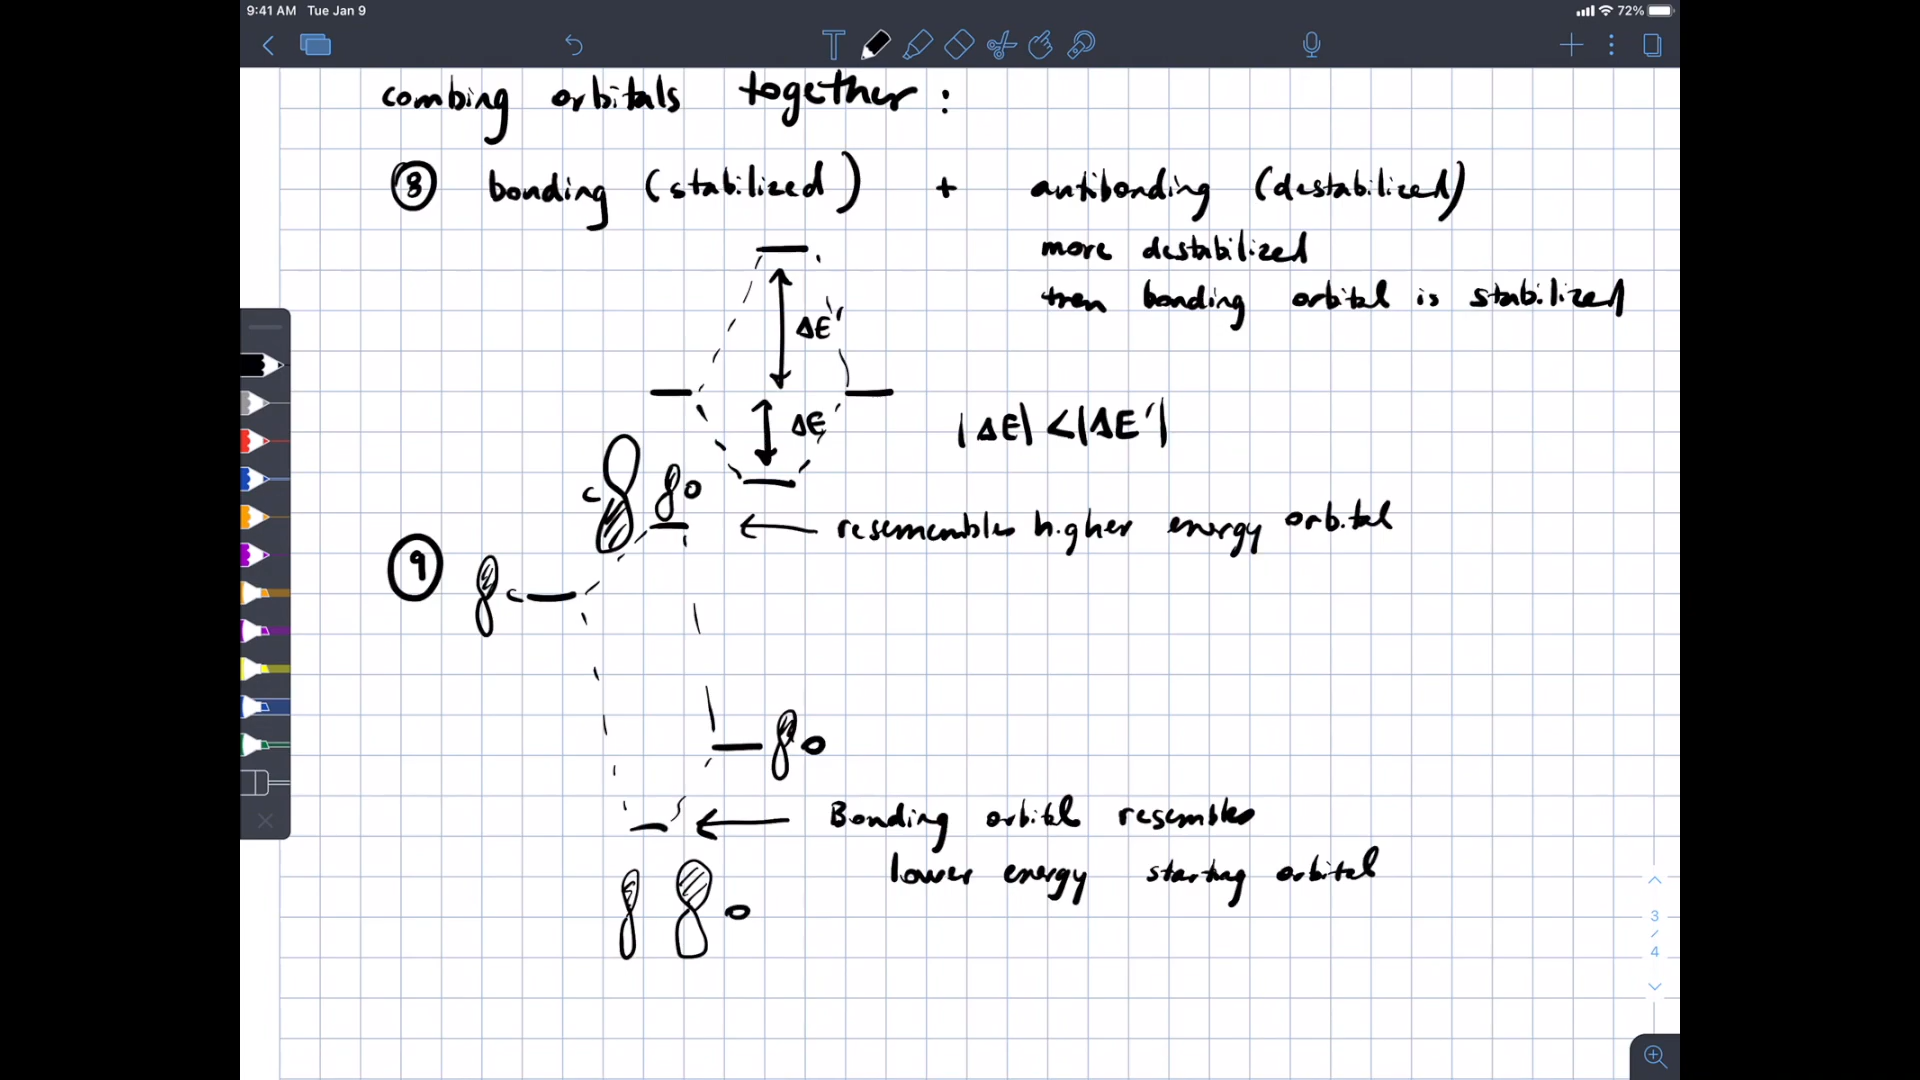 9:41 AM Tue Jan 9
72%
combing orbitals together :
⑧ bonding (stabilized) + antibonding (destabilized)
more destabilized
then bonding orbital is stabilized
ΔE'
ΔE
|ΔE| < |ΔE'|
c o
resemembles higher energy orbital
⑨ c
o
Bonding orbital resembles
lower energy starting orbital
o
3
/
4